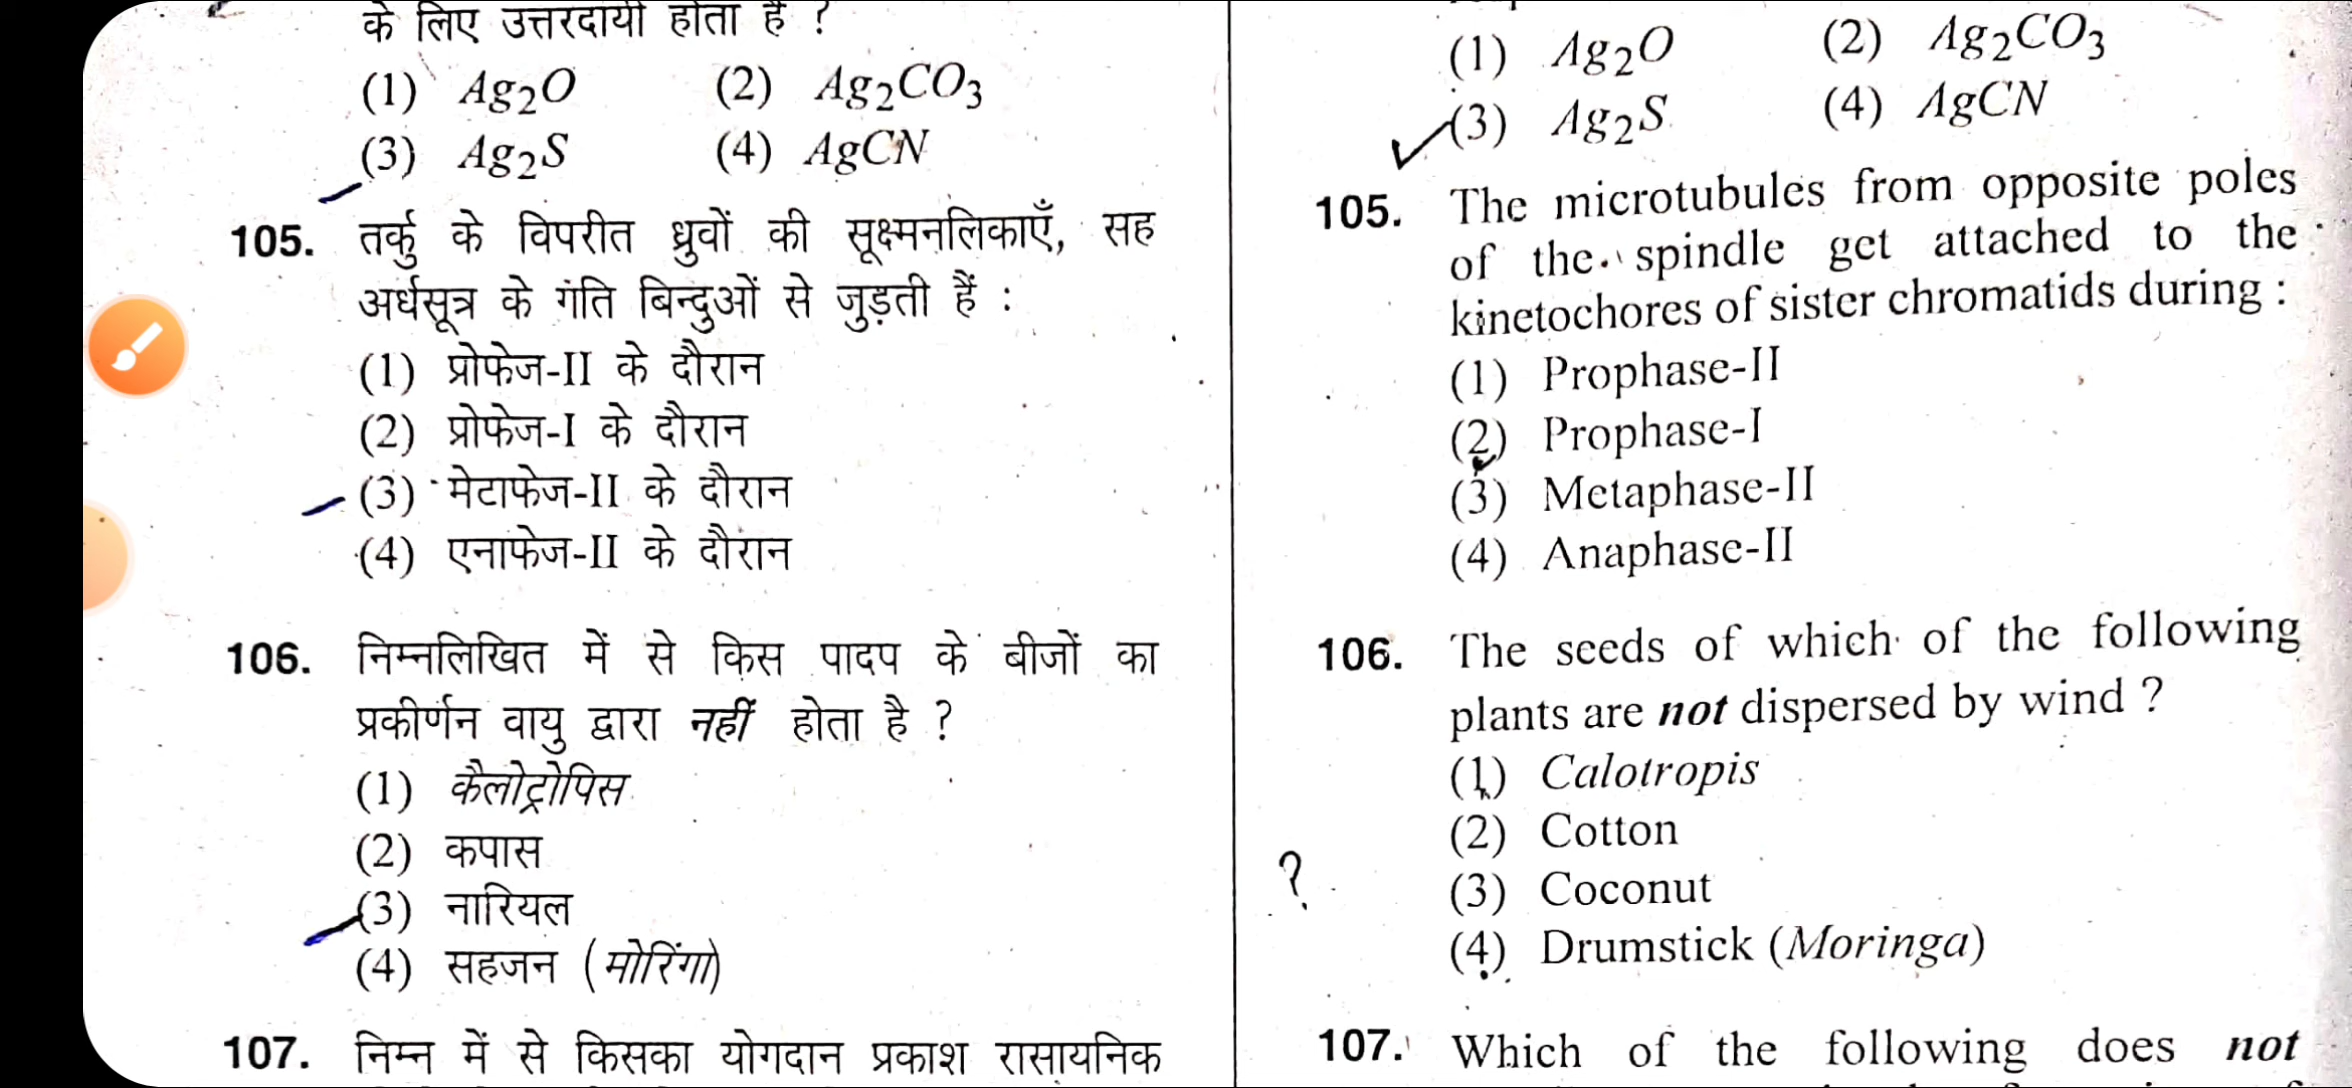 के लिए उत्तरदायी होता है ?
(1) Ag2O (2) Ag2CO3
(3) Ag2S (4) AgCN
105. तर्कु के विपरीत ध्रुवों की सूक्ष्मनलिकाएँ, सह
अर्धसूत्र के गति बिन्दुओं से जुड़ती हैं :
(1) प्रोफेज-II के दौरान
(2) प्रोफेज-I के दौरान
(3) मेटाफेज-II के दौरान
(4) एनाफेज-II के दौरान
106. निम्नलिखित में से किस पादप के बीजों का
प्रकीर्णन वायु द्वारा नहीं होता है ?
(1) कैलोट्रोपिस
(2) कपास
(3) नारियल
(4) सहजन (मोरिंगा)
107. निम्न में से किसका योगदान प्रकाश रासायनिक
(1) Ag2O (2) Ag2CO3
(3) Ag2S (4) AgCN
105. The microtubules from opposite poles
of the spindle get attached to the
kinetochores of sister chromatids during :
(1) Prophase-II
(2) Prophase-I
(3) Metaphase-II
(4) Anaphase-II
106. The seeds of which of the following
plants are not dispersed by wind ?
(1) Calotropis
(2) Cotton
?
(3) Coconut
(4) Drumstick (Moringa)
107. Which of the following does not